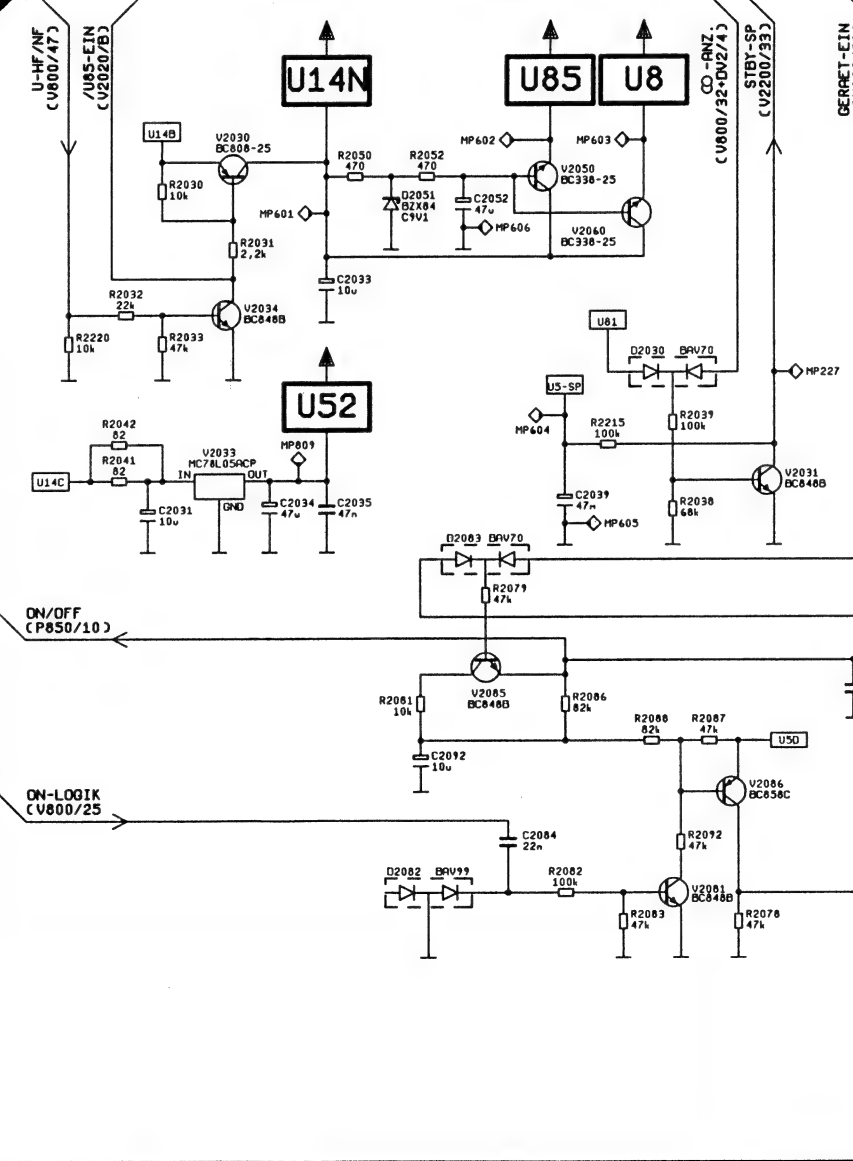 U-HF/NF
(V800/47)
/U85-EIN
(V2020/B)
U14N
U85
U8
∞-ANZ.
(V800/32+DV2/4)
STBY-SP
(V2200/93)
GERAET-EIN
U14B
V2030
BC808-25
R2030
10k
MP601
R2031
2,2k
R2050
470
R2052
470
D2051
BZX84
C9V1
C2052
47u
MP606
MP602
MP603
V2050
BC338-25
V2060
BC338-25
C2033
10u
R2032
22k
V2034
BC848B
R2220
10k
R2033
47k
U81
D2030 BAV70
MP227
U52
U5-SP
MP604
R2215
100k
R2039
100k
R2042
82
R2041
82
V2033
MC78L05ACP
MP809
U14C
IN
OUT
GND
C2031
10u
C2034
47u
C2035
47n
C2039
47n
MP605
R2038
68k
V2031
BC848B
D2083 BAV70
R2079
47k
ON/OFF
(P850/10)
V2085
BC848B
R2081
10k
R2086
82k
R2088
82k
R2087
47k
U5D
C2092
10u
V2086
BC858C
ON-LOGIK
(V800/25
C2084
22n
R2092
47k
D2082 BAV99
R2082
100k
V2081
BC848B
R2083
47k
R2078
47k